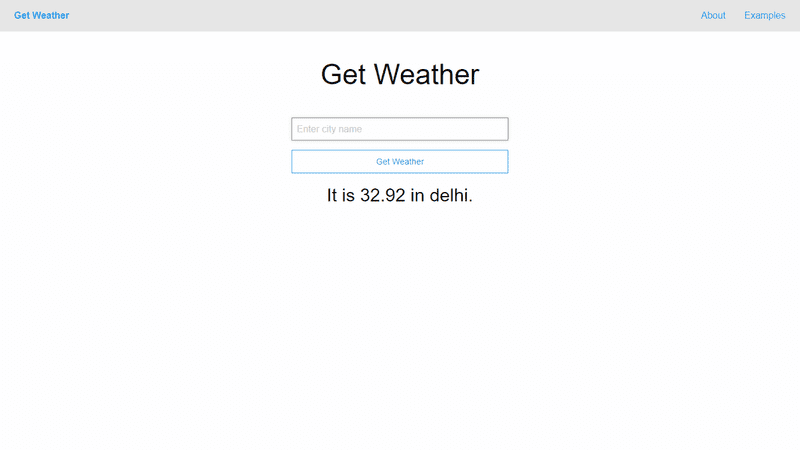 Get Weather About Examples
Get Weather
Enter city name
Get Weather
It is 32.92 in delhi.